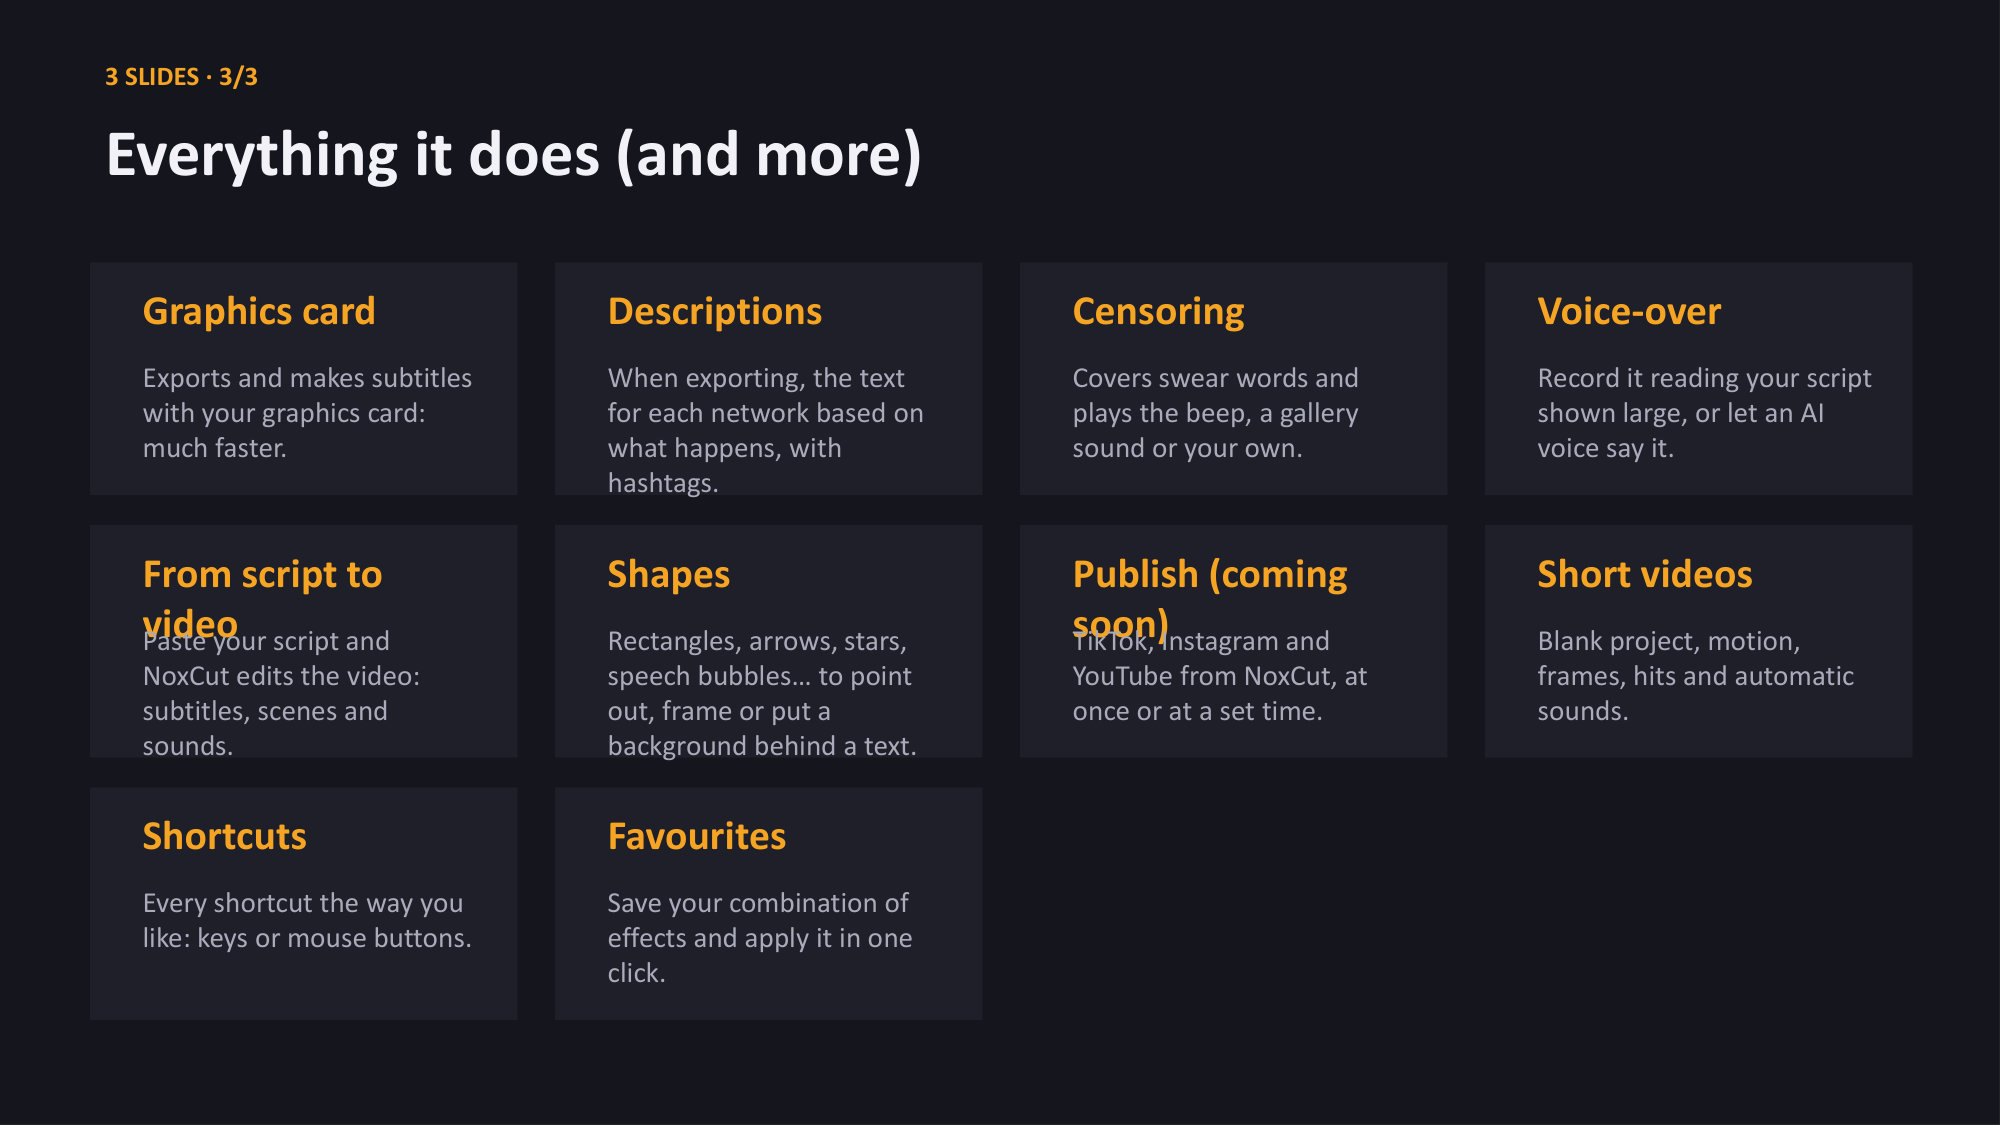 3 SLIDES · 3/3
Everything it does (and more)
Graphics card
Exports and makes subtitles
with your graphics card:
much faster.
Descriptions
When exporting, the text
for each network based on
what happens, with
hashtags.
Censoring
Covers swear words and
plays the beep, a gallery
sound or your own.
Voice-over
Record it reading your script
shown large, or let an AI
voice say it.
From script to
video
Paste your script and
NoxCut edits the video:
subtitles, scenes and
sounds.
Shapes
Rectangles, arrows, stars,
speech bubbles... to point
out, frame or put a
background behind a text.
Publish (coming
soon)
TikTok, Instagram and
YouTube from NoxCut, at
once or at a set time.
Short videos
Blank project, motion,
frames, hits and automatic
sounds.
Shortcuts
Every shortcut the way you
like: keys or mouse buttons.
Favourites
Save your combination of
effects and apply it in one
click.